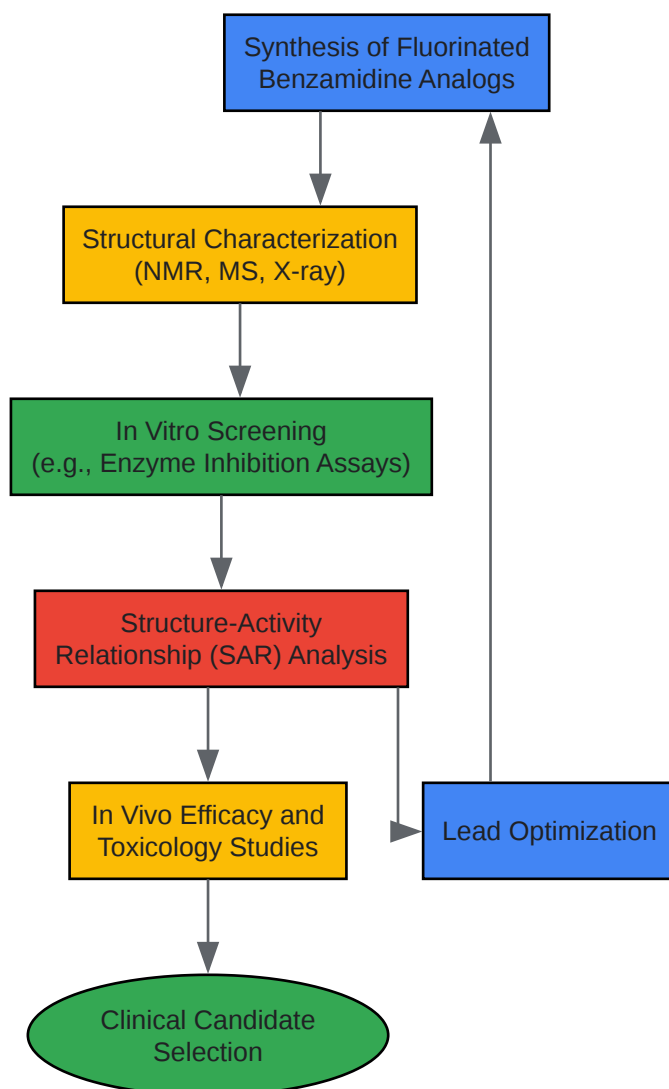 Synthesis of Fluorinated
Benzamidine Analogs
Structural Characterization
(NMR, MS, X-ray)
In Vitro Screening
(e.g., Enzyme Inhibition Assays)
Structure-Activity
Relationship (SAR) Analysis
In Vivo Efficacy and
Toxicology Studies
Lead Optimization
Clinical Candidate
Selection